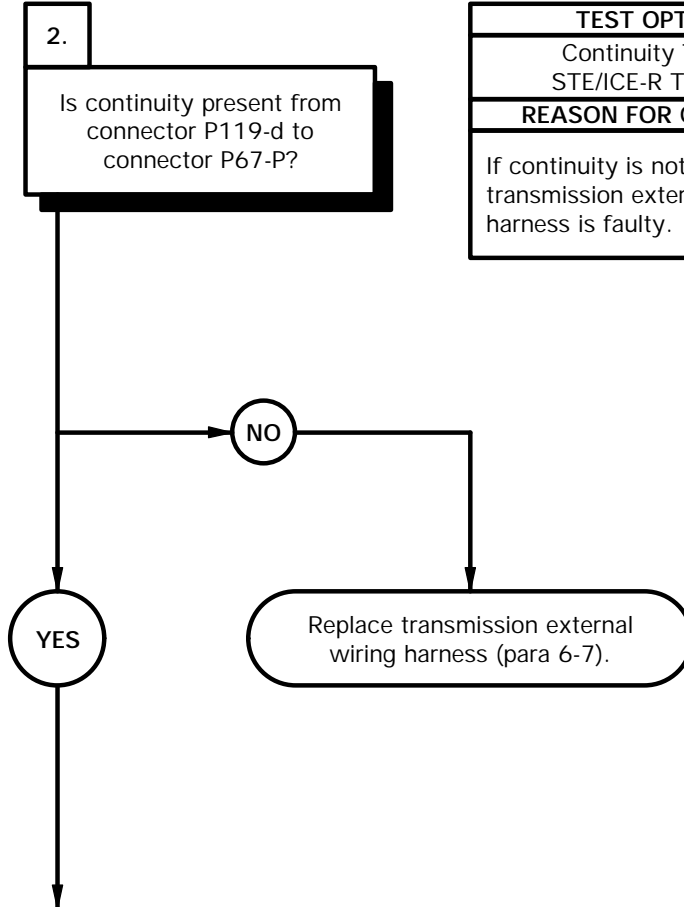 2.
Is continuity present from
connector P119-d to
connector P67-P?
TEST OPT
Continuity
STE/ICE-R T
REASON FOR
If continuity is not
transmission exter
harness is faulty.
NO
YES
Replace transmission external
wiring harness (para 6-7).